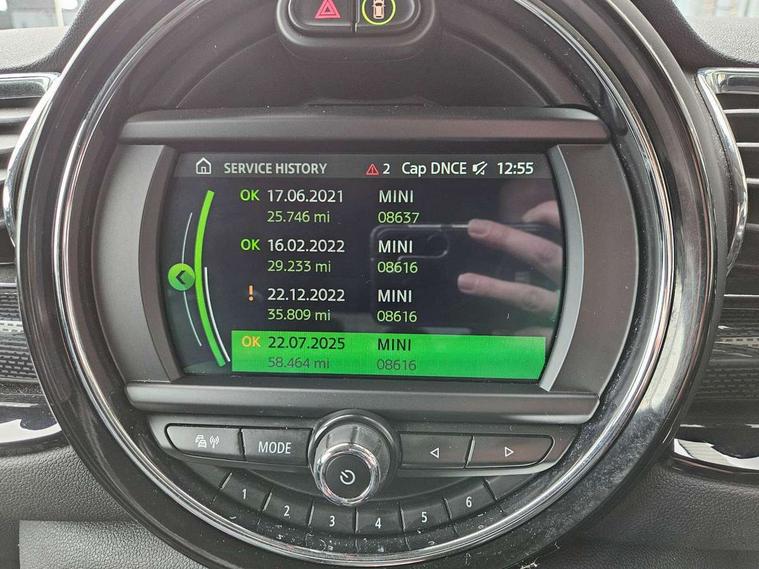 SERVICE HISTORY 2 Cap DNCE 12:55
OK 17.06.2021 MINI
25.746 mi 08637
OK 16.02.2022 MINI
29.233 mi 08616
! 22.12.2022 MINI
35.809 mi 08616
OK 22.07.2025 MINI
58.464 mi 08616
MODE
1 2 3 4 5 6